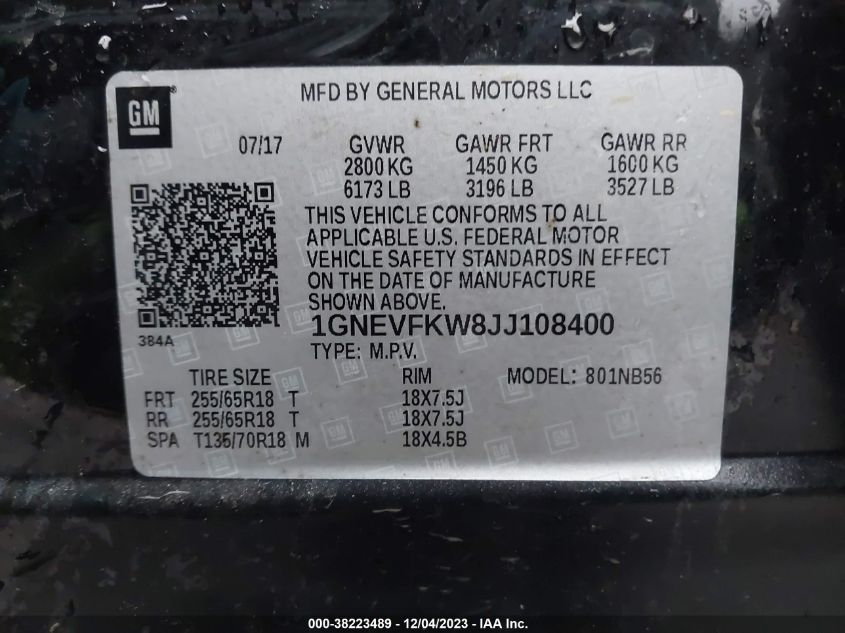 GM
MFD BY GENERAL MOTORS LLC
07/17 GVWR GAWR FRT GAWR RR
2800 KG 1450 KG 1600 KG
6173 LB 3196 LB 3527 LB
THIS VEHICLE CONFORMS TO ALL
APPLICABLE U.S. FEDERAL MOTOR
VEHICLE SAFETY STANDARDS IN EFFECT
ON THE DATE OF MANUFACTURE
SHOWN ABOVE.
384A
1GNEVFKW8JJ108400
TYPE: M.P.V.
TIRE SIZE RIM MODEL: 801NB56
FRT 255/65R18 T 18X7.5J
RR 255/65R18 T 18X7.5J
SPA T135/70R18 M 18X4.5B
000-38223489 - 12/04/2023 - IAA Inc.